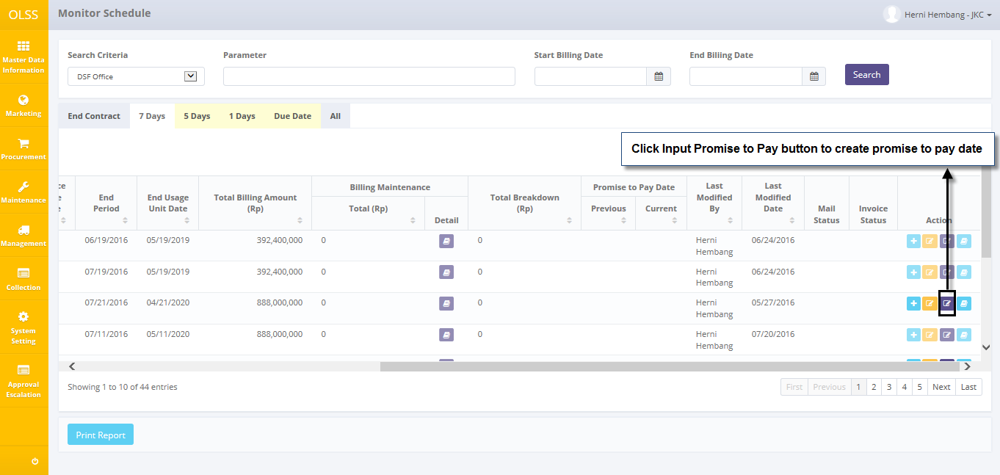 OLSS
Monitor Schedule
Herni Hembang - JKC
Master Data
Information
Marketing
Procurement
Maintenance
Management
Collection
System
Setting
Approval
Escalation
Search Criteria
Parameter
Start Billing Date
End Biliing Date
DSF Office
Search
End Contract
7 Days
5 Days
1 Days
Due Date
All
Click Input Promise to Pay button to create promise to pay date
End
Period
End Usage
Unit Date
Total Billing Amount
(Rp)
Billing Maintenance
Total (Rp)
Detail
Total Breakdown
(Rp)
Promise to Pay Date
Previous
Current
Last
Modified
By
Last
Modified
Date
Mail
Status
Invoice
Status
Action
06/19/2016 05/19/2019 392,400,000 0 0 Herni 06/24/2016
Hembang
07/19/2016 05/19/2019 392,400,000 0 0 Herni 06/24/2016
Hembang
07/21/2016 04/21/2020 888,000,000 0 0 Herni 05/27/2016
Hembang
07/11/2016 05/11/2020 888,000,000 0 0 Herni 07/20/2016
Hembang
Showing 1 to 10 of 44 entries
First Previous 1 2 3 4 5 Next Last
Print Report